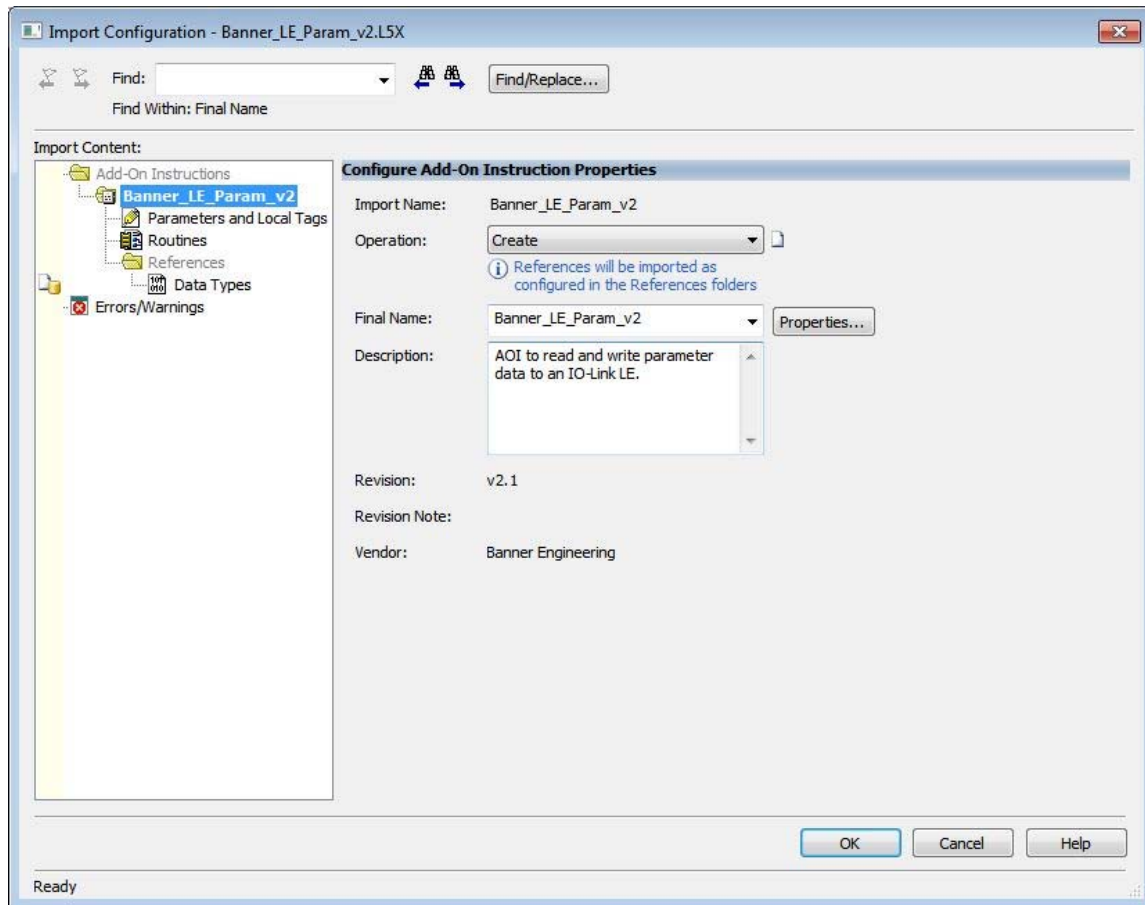 Import Configuration - Banner_LE_Param_v2.L5X
Find:
Find/Replace...
Find Within: Final Name
Import Content:
Add-On Instructions
Banner_LE_Param_v2
Parameters and Local Tags
Routines
References
Data Types
Errors/Warnings
Configure Add-On Instruction Properties
Import Name: Banner_LE_Param_v2
Operation: Create
References will be imported as
configured in the References folders
Final Name: Banner_LE_Param_v2 Properties...
Description: AOI to read and write parameter
data to an IO-Link LE.
Revision: v2.1
Revision Note:
Vendor: Banner Engineering
OK Cancel Help
Ready